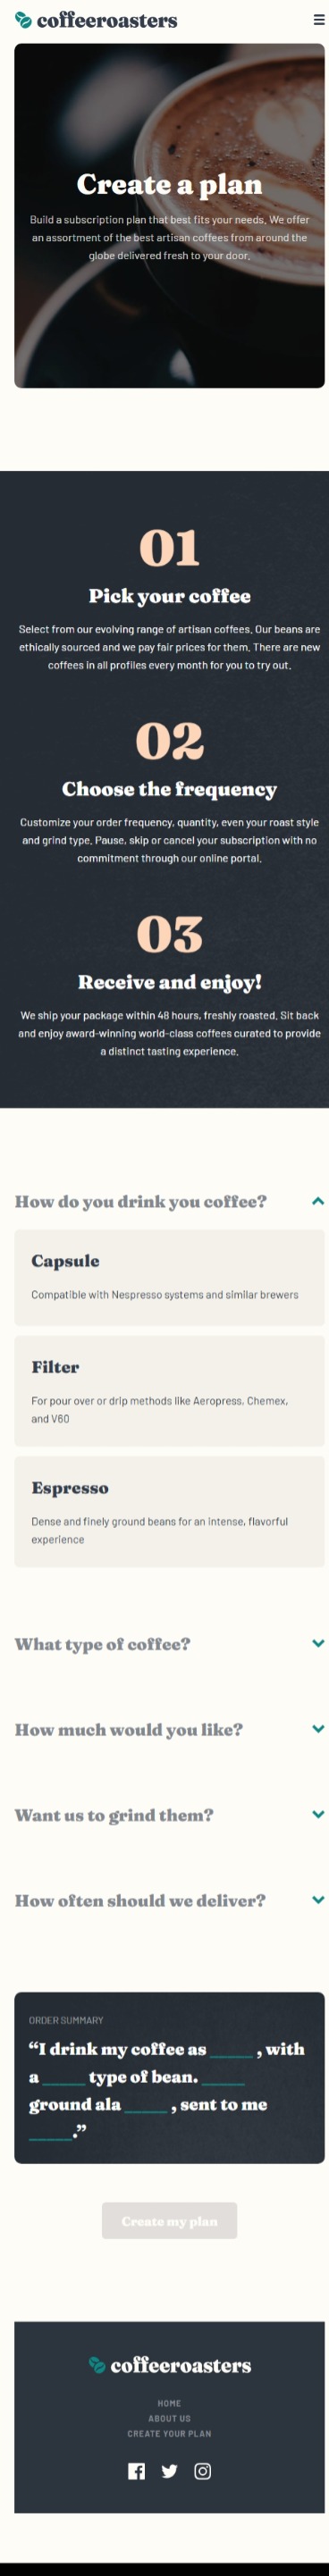 coffeeroasters
Create a plan
Build a subscription plan that best fits your needs. We offer
an assortment of the best artisan coffees from around the
globe delivered fresh to your door.
01
Pick your coffee
Select from our evolving range of artisan coffees. Our beans are
ethically sourced and we pay fair prices for them. There are new
coffees in all profiles every month for you to try out.
02
Choose the frequency
Customize your order frequency, quantity, even your roast style
and grind type. Pause, skip or cancel your subscription with no
commitment through our online portal.
03
Receive and enjoy!
We ship your package within 48 hours, freshly roasted. Sit back
and enjoy award-winning world-class coffees curated to provide
a distinct tasting experience.
How do you drink you coffee?
Capsule
Compatible with Nespresso systems and similar brewers
Filter
For pour over or drip methods like Aeropress, Chemex,
and V60
Espresso
Dense and finely ground beans for an intense, flavorful
experience
What type of coffee?
How much would you like?
Want us to grind them?
How often should we deliver?
ORDER SUMMARY
“I drink my coffee as _____ , with
a _____ type of bean. _____
ground ala _____ , sent to me
_____.”
Create my plan
coffeeroasters
HOME
ABOUT US
CREATE YOUR PLAN